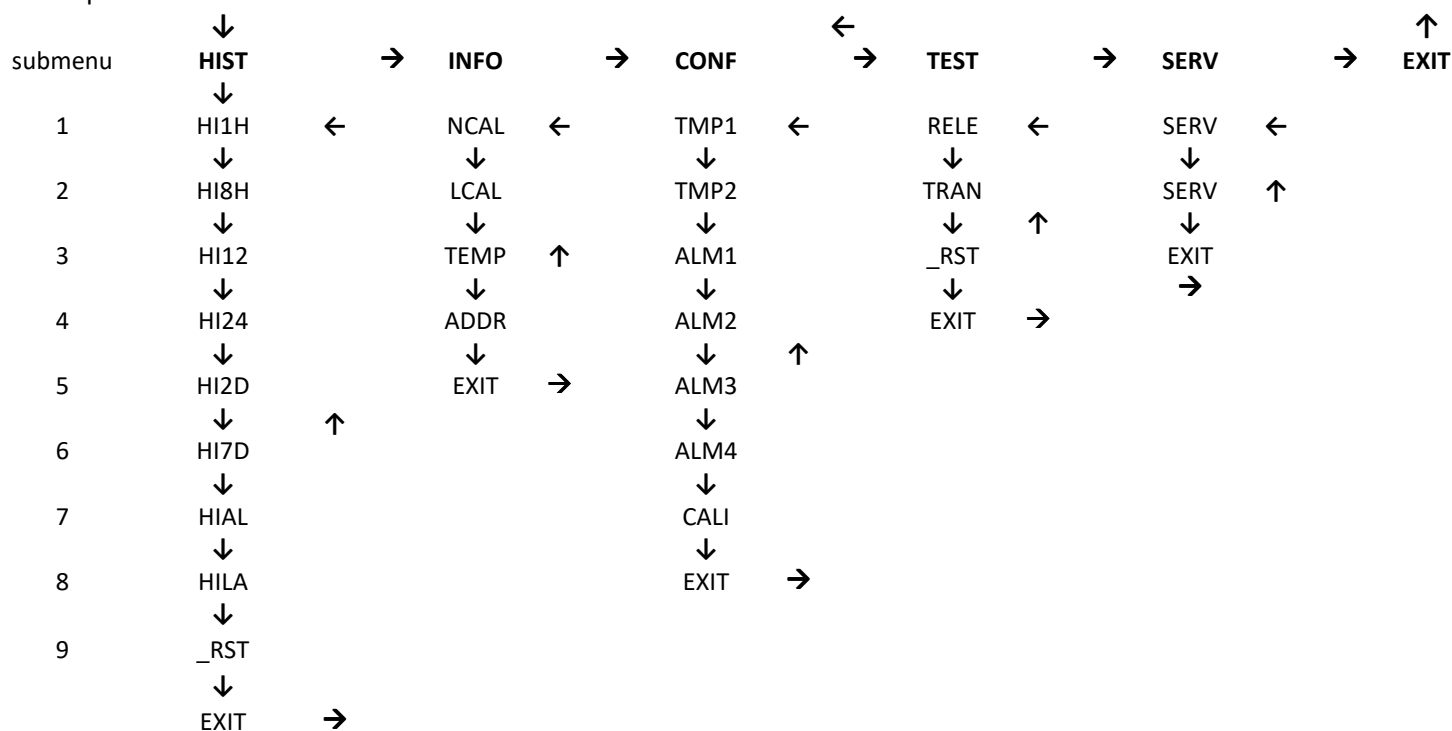 ↓ ← ↑
submenu HIST → INFO → CONF → TEST → SERV → EXIT
↓
1 HI1H ← NCAL ← TMP1 ← RELE ← SERV ←
↓ ↓ ↓ ↓ ↓
2 HI8H LCAL TMP2 TRAN SERV ↑
↓ ↓ ↓ ↓ ↑ ↓
3 HI12 TEMP ↑ ALM1 _RST EXIT
↓ ↓ ↓ ↓ →
4 HI24 ADDR ALM2 EXIT →
↓ ↓ ↓ ↑
5 HI2D EXIT → ALM3
↓ ↑ ↓
6 HI7D ALM4
↓ ↓
7 HIAL CALI
↓ ↓
8 HILA EXIT →
↓
9 _RST
↓
EXIT →